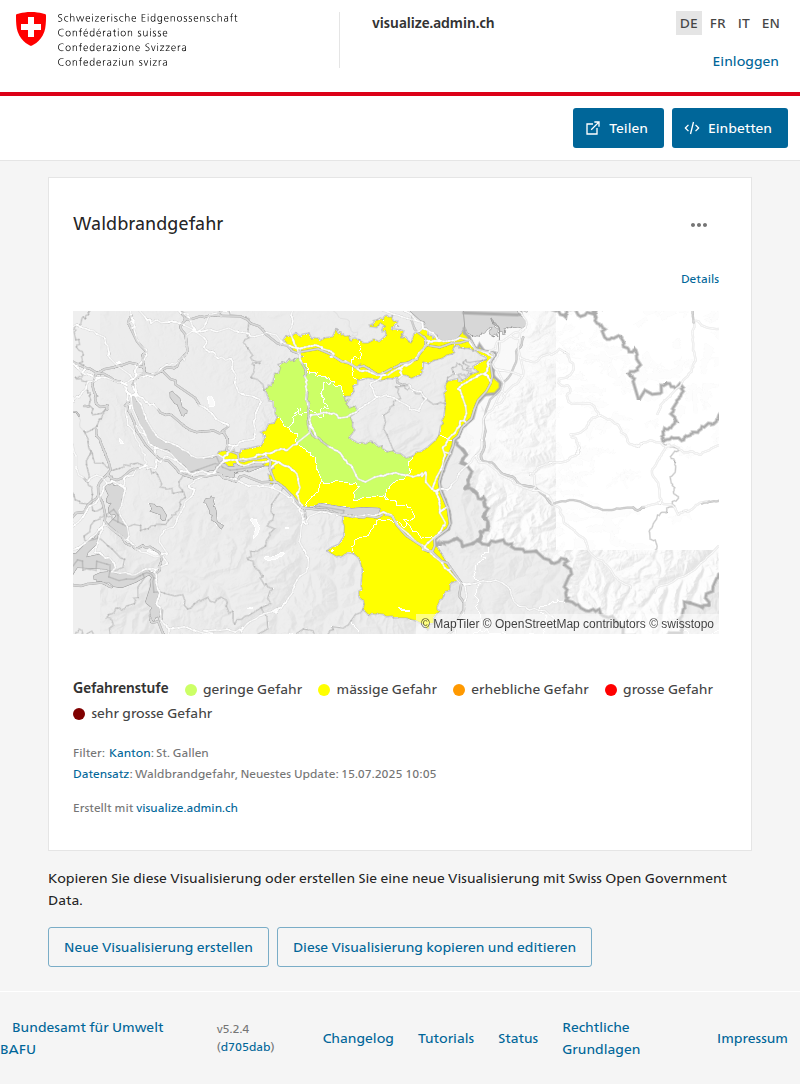 Schweizerische Eidgenossenschaft
Confédération suisse
Confederazione Svizzera
Confederaziun svizra
visualize.admin.ch
DE FR IT EN
Einloggen
Teilen
Einbetten
Waldbrandgefahr
Details
© MapTiler © OpenStreetMap contributors © swisstopo
Gefahrenstufe geringe Gefahr mässige Gefahr erhebliche Gefahr grosse Gefahr
sehr grosse Gefahr
Filter: Kanton: St. Gallen
Datensatz: Waldbrandgefahr, Neuestes Update: 15.07.2025 10:05
Erstellt mit visualize.admin.ch
Kopieren Sie diese Visualisierung oder erstellen Sie eine neue Visualisierung mit Swiss Open Government
Data.
Neue Visualisierung erstellen
Diese Visualisierung kopieren und editieren
Bundesamt für Umwelt
BAFU
v5.2.4
(d705dab)
Changelog
Tutorials
Status
Rechtliche
Grundlagen
Impressum